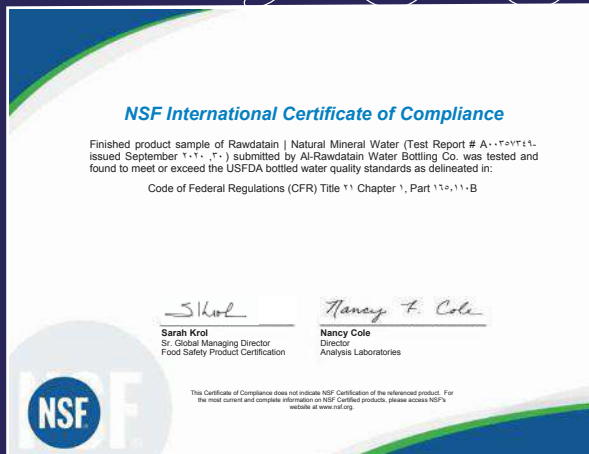 NSF International Certificate of Compliance
Finished product sample of Rawdatain | Natural Mineral Water (Test Report # A٠٠٣٥٧٣٤٩-
issued September ٢٠٢٠ ,٣٠) submitted by Al-Rawdatain Water Bottling Co. was tested and
found to meet or exceed the USFDA bottled water quality standards as delineated in:
Code of Federal Regulations (CFR) Title ٢١ Chapter ١, Part ١٦٥,١١٠B
SKrol
Nancy F. Cole
Sarah Krol
Sr. Global Managing Director
Food Safety Product Certification
Nancy Cole
Director
Analysis Laboratories
This Certificate of Compliance does not indicate NSF Certification of the referenced product. For
the most current and complete information on NSF Certified products, please access NSF's
website at www.nsf.org.
NSF
NSF